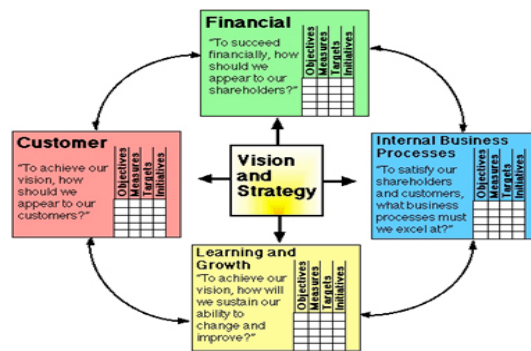 Financial
"To succeed
financially, how
should we
appear to our
shareholders?"
Objectives
Measures
Targets
Initiatives
Customer
"To achieve our
vision, how
should we
appear to our
customers?"
Objectives
Measures
Targets
Initiatives
Vision
and
Strategy
Internal Business
Processes
"To satisfy our
shareholders
and customers,
what business
processes must
we excel at?"
Objectives
Measures
Targets
Initiatives
Learning and
Growth
"To achieve our
vision, how will
we sustain our
ability to
change and
improve?"
Objectives
Measures
Targets
Initiatives